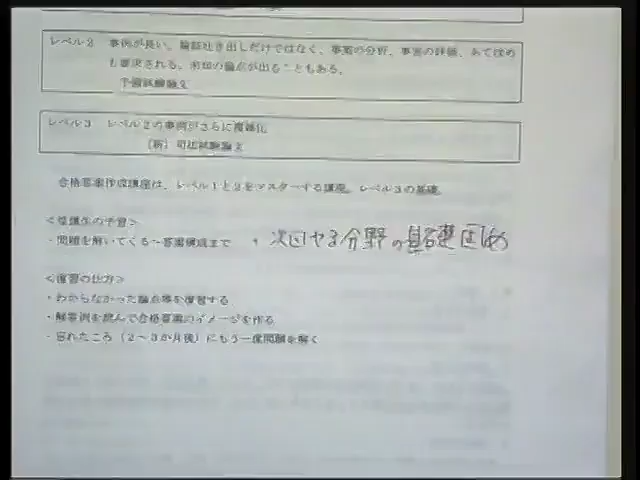 レベル2 事例が長い。論証吐き出しだけではなく、事案の分析、事実の評価、あて はめ
も要求される。未知の論点が出ることもある。
予備試験論文
レベル3 レベル2の事例がさらに複雑化
(新)司法試験論文
合格答案作成講座は、レベル1と2をマスターする講座。レベル3の基礎。
<受講生の予習>
・問題を解いてくる〜答案構成まで ・次回やる分野の基礎固め
<復習の仕方>
・わからなかった論点等を復習する
・解答例を読んで合格答案のイメージを作る
・忘れたころ(2〜3か月後)にもう一度問題を解く